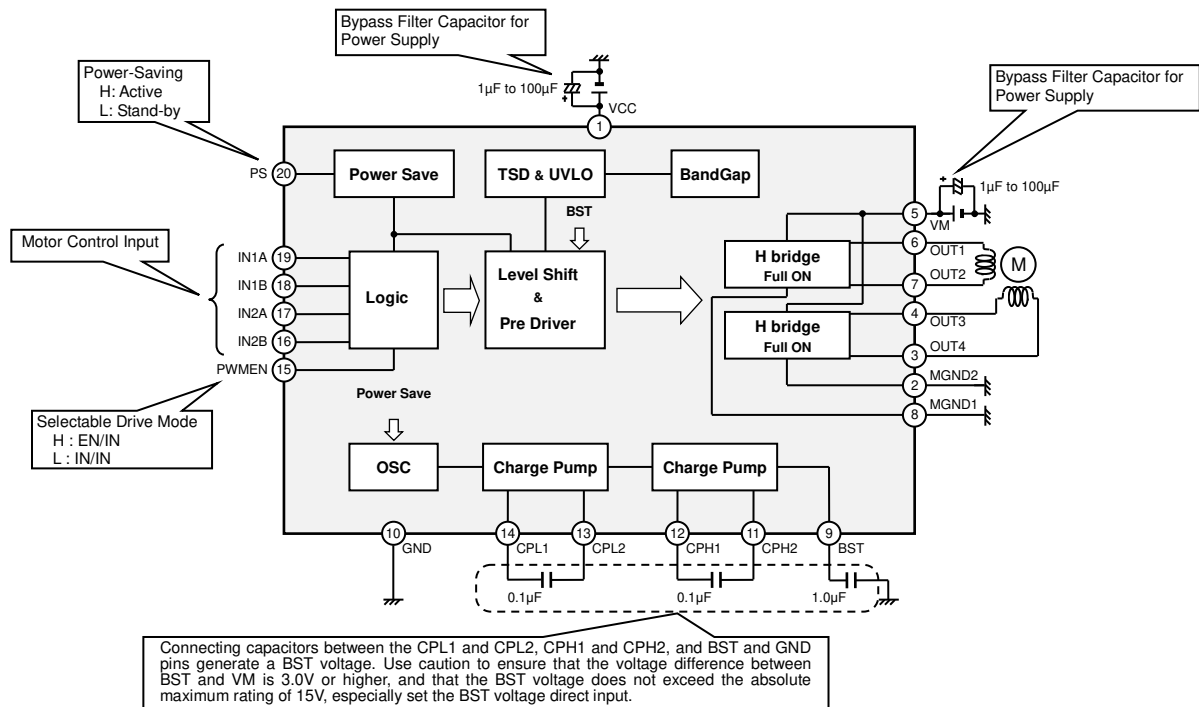 Bypass Filter Capacitor for
Power Supply
Power-Saving
H: Active
L: Stand-by
1µF to 100µF
+
VCC
1
Bypass Filter Capacitor for
Power Supply
PS
20
Power Save
TSD & UVLO
BandGap
BST
+
1µF to 100µF
5
VM
Motor Control Input
IN1A
19
IN1B
18
IN2A
17
IN2B
16
PWMEN
15
Logic
Level Shift
&
Pre Driver
H bridge
Full ON
H bridge
Full ON
6
OUT1
7
OUT2
M
4
OUT3
3
OUT4
2
MGND2
8
MGND1
Selectable Drive Mode
H : EN/IN
L : IN/IN
Power Save
OSC
Charge Pump
Charge Pump
10
GND
14
CPL1
13
CPL2
12
CPH1
11
CPH2
9
BST
0.1µF
0.1µF
1.0µF
Connecting capacitors between the CPL1 and CPL2, CPH1 and CPH2, and BST and GND
pins generate a BST voltage. Use caution to ensure that the voltage difference between
BST and VM is 3.0V or higher, and that the BST voltage does not exceed the absolute
maximum rating of 15V, especially set the BST voltage direct input.